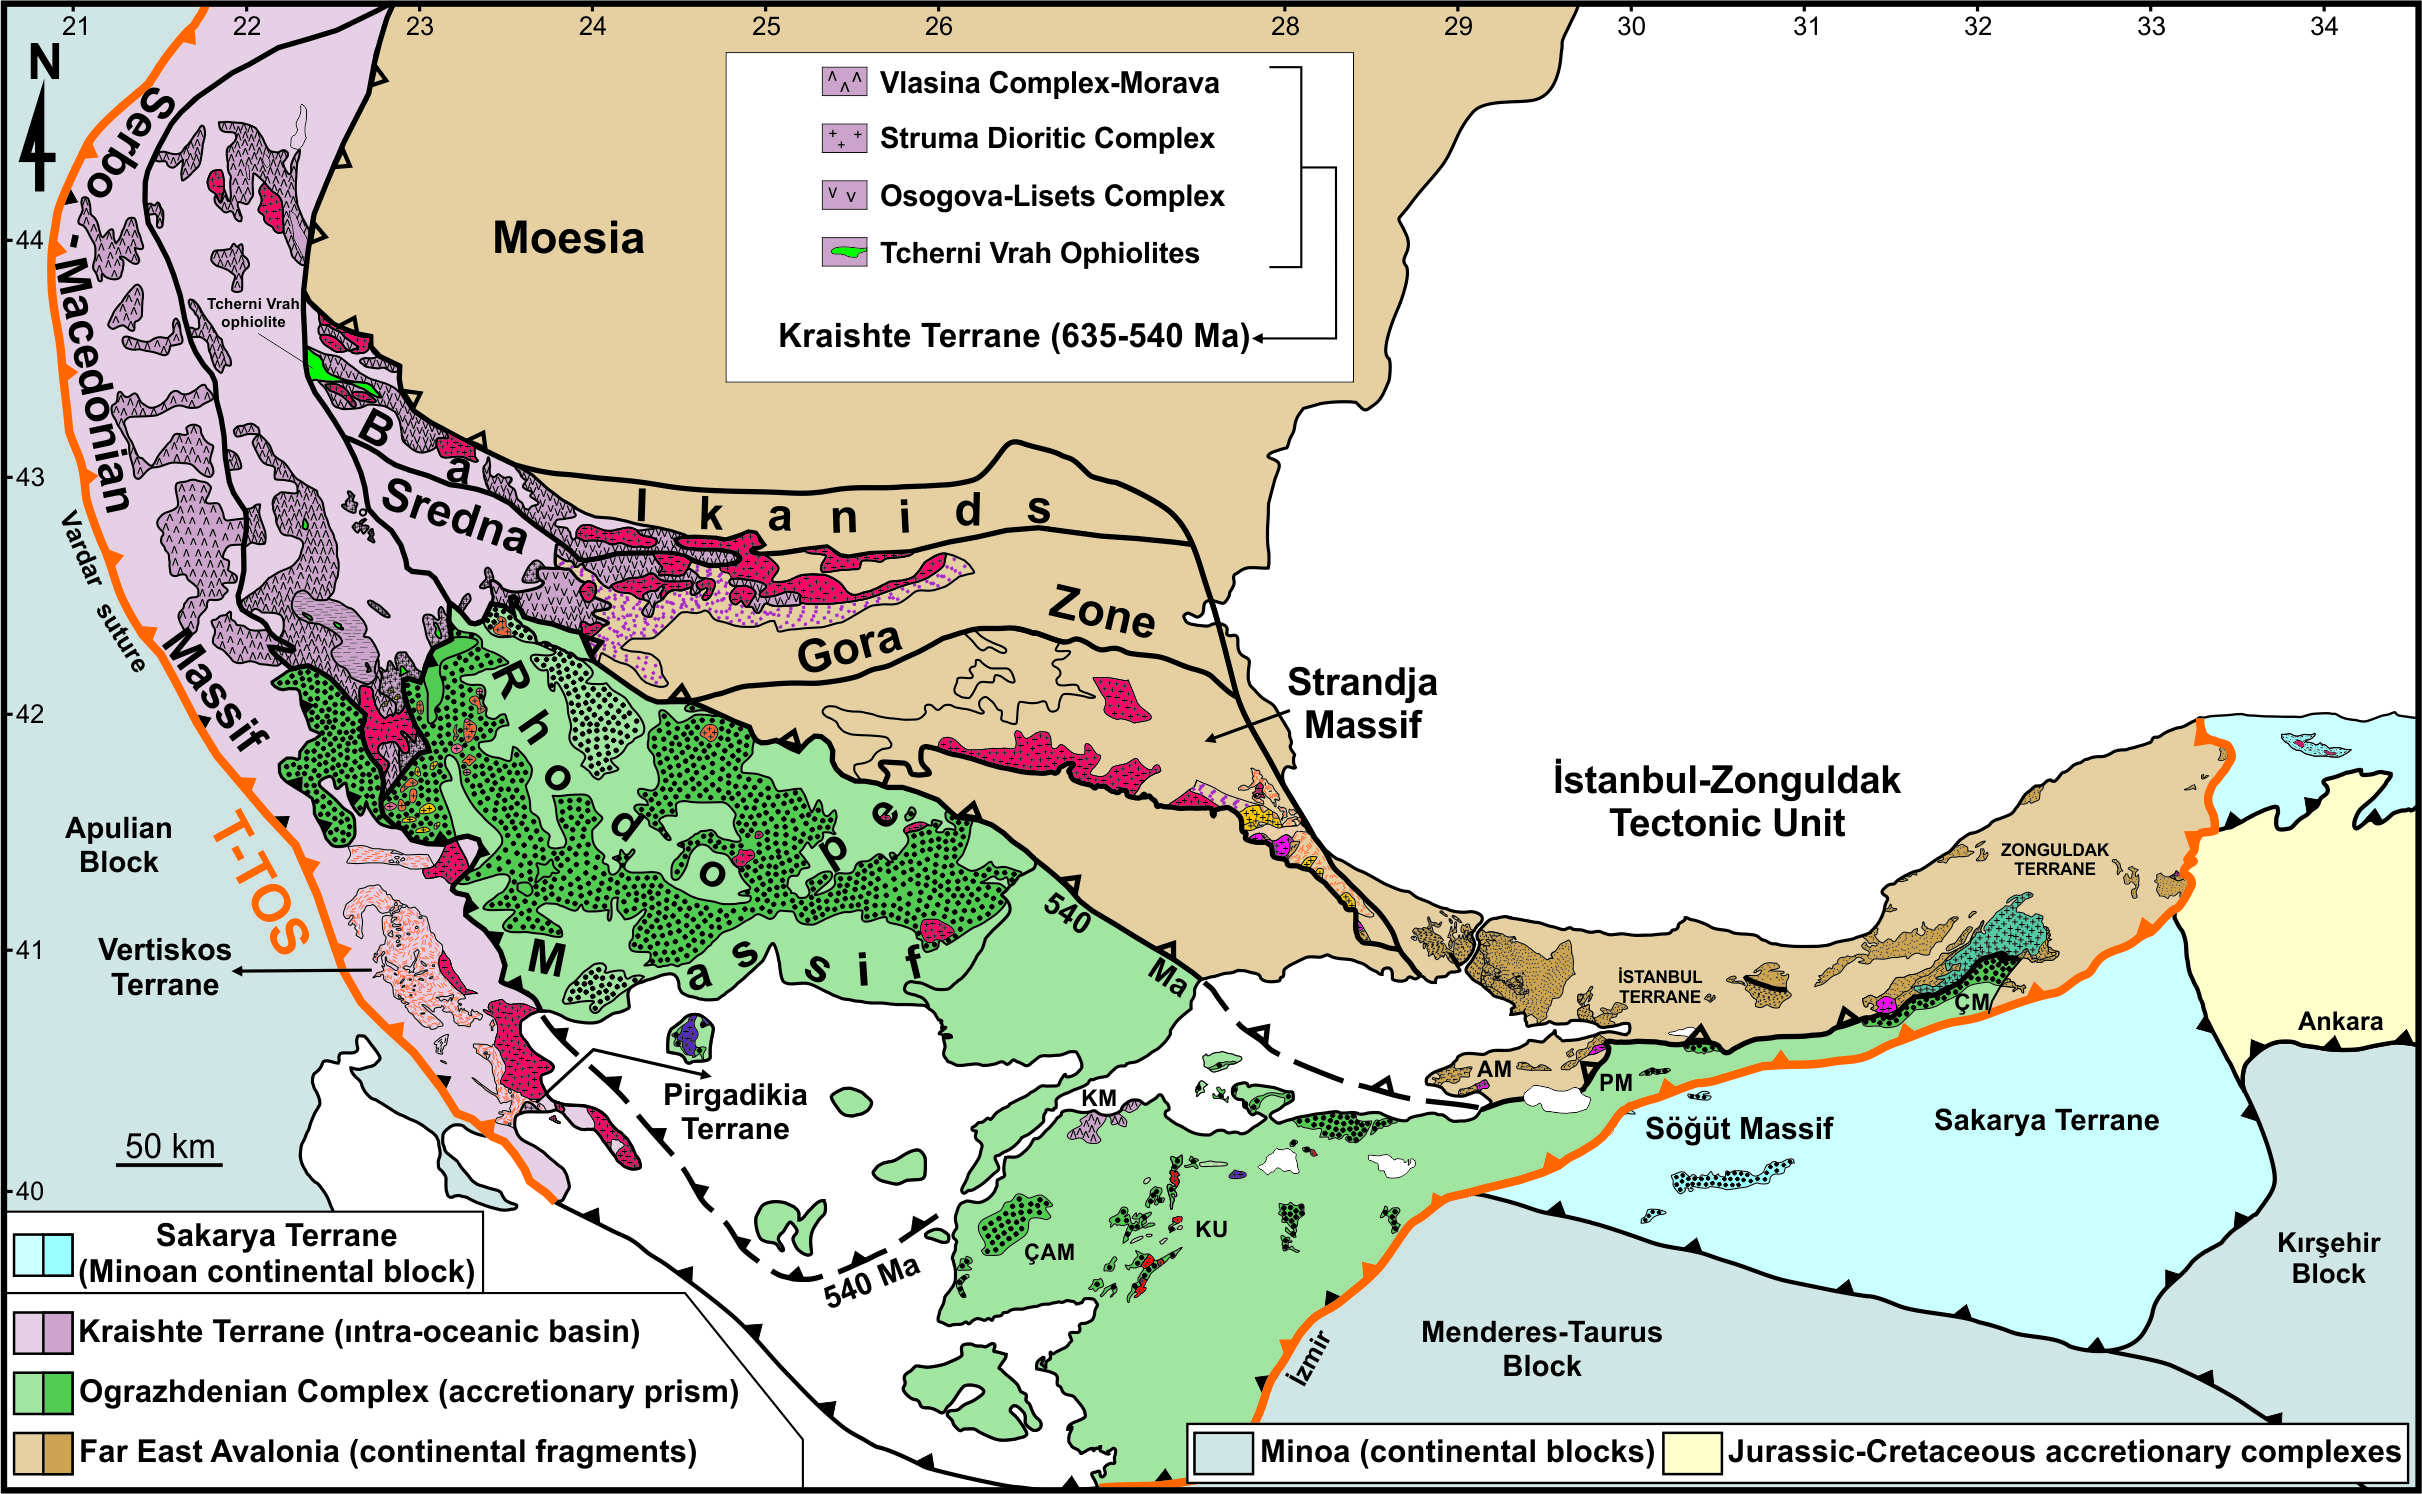 21 22 23 24 25 26 28 29 30 31 32 33 34
N
44
43
42
41
40
Vlasina Complex-Morava
Struma Dioritic Complex
Osogova-Lisets Complex
Tcherni Vrah Ophiolites
Kraishte Terrane (635-540 Ma)
Moesia
Serbo-Macedonian Massif
Tcherni Vrah
ophiolite
Balkanids
Sredna Gora Zone
Vardar suture
Rhodope Massif
Strandja
Massif
İstanbul-Zonguldak
Tectonic Unit
Apulian
Block
T-TOS
Vertiskos
Terrane
540 Ma
ZONGULDAK
TERRANE
İSTANBUL
TERRANE
ÇM
Ankara
AM
PM
Pirgadikia
Terrane
KM
Söğüt Massif
Sakarya Terrane
50 km
KU
ÇAM
540 Ma
Kırşehir
Block
Menderes-Taurus
Block
İzmir
Sakarya Terrane
(Minoan continental block)
Kraishte Terrane (ıntra-oceanic basin)
Ograzhdenian Complex (accretionary prism)
Far East Avalonia (continental fragments)
Minoa (continental blocks)
Jurassic-Cretaceous accretionary complexes